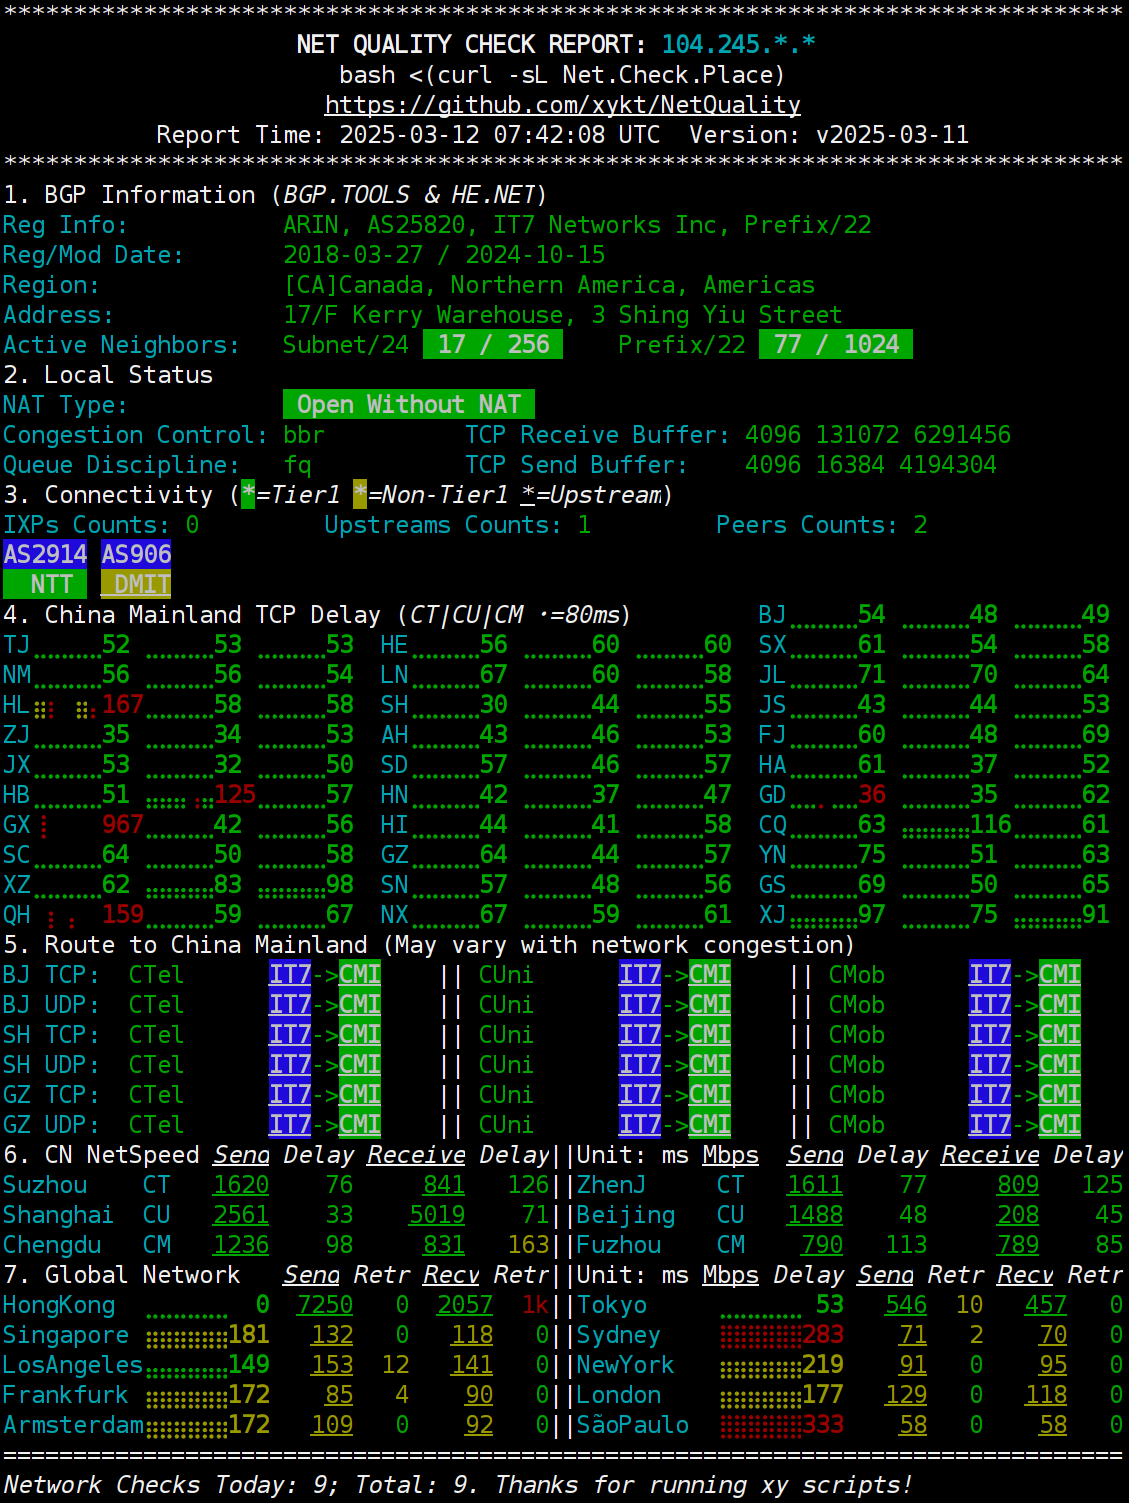 ********************************************************************************
NET QUALITY CHECK REPORT: 104.245.*.*
bash <(curl -sL Net.Check.Place)
https://github.com/xykt/NetQuality
Report Time: 2025-03-12 07:42:08 UTC  Version: v2025-03-11
********************************************************************************
1. BGP Information (BGP.TOOLS & HE.NET)
Reg Info: ARIN, AS25820, IT7 Networks Inc, Prefix/22
Reg/Mod Date: 2018-03-27 / 2024-10-15
Region: [CA]Canada, Northern America, Americas
Address: 17/F Kerry Warehouse, 3 Shing Yiu Street
Active Neighbors: Subnet/24 17 / 256 Prefix/22 77 / 1024
2. Local Status
NAT Type: Open Without NAT
Congestion Control: bbr TCP Receive Buffer: 4096 131072 6291456
Queue Discipline: fq TCP Send Buffer: 4096 16384 4194304
3. Connectivity (*=Tier1 *=Non-Tier1 *=Upstream)
IXPs Counts: 0 Upstreams Counts: 1 Peers Counts: 2
AS2914 AS906
NTT DMIT
4. China Mainland TCP Delay (CT|CU|CM ·=80ms) BJ 54 48 49
TJ 52 53 53 HE 56 60 60 SX 61 54 58
NM 56 56 54 LN 67 60 58 JL 71 70 64
HL 167 58 58 SH 30 44 55 JS 43 44 53
ZJ 35 34 53 AH 43 46 53 FJ 60 48 69
JX 53 32 50 SD 57 46 57 HA 61 37 52
HB 51 125 57 HN 42 37 47 GD 36 35 62
GX 967 42 56 HI 44 41 58 CQ 63 116 61
SC 64 50 58 GZ 64 44 57 YN 75 51 63
XZ 62 83 98 SN 57 48 56 GS 69 50 65
QH 159 59 67 NX 67 59 61 XJ 97 75 91
5. Route to China Mainland (May vary with network congestion)
BJ TCP: CTel IT7->CMI || CUni IT7->CMI || CMob IT7->CMI
BJ UDP: CTel IT7->CMI || CUni IT7->CMI || CMob IT7->CMI
SH TCP: CTel IT7->CMI || CUni IT7->CMI || CMob IT7->CMI
SH UDP: CTel IT7->CMI || CUni IT7->CMI || CMob IT7->CMI
GZ TCP: CTel IT7->CMI || CUni IT7->CMI || CMob IT7->CMI
GZ UDP: CTel IT7->CMI || CUni IT7->CMI || CMob IT7->CMI
6. CN NetSpeed Send Delay Receive Delay||Unit: ms Mbps Send Delay Receive Delay
Suzhou CT 1620 76 841 126||ZhenJ CT 1611 77 809 125
Shanghai CU 2561 33 5019 71||Beijing CU 1488 48 208 45
Chengdu CM 1236 98 831 163||Fuzhou CM 790 113 789 85
7. Global Network Send Retr Recv Retr||Unit: ms Mbps Delay Send Retr Recv Retr
HongKong 0 7250 0 2057 1k||Tokyo 53 546 10 457 0
Singapore 181 132 0 118 0||Sydney 283 71 2 70 0
LosAngeles 149 153 12 141 0||NewYork 219 91 0 95 0
Frankfurk 172 85 4 90 0||London 177 129 0 118 0
Armsterdam 172 109 0 92 0||SãoPaulo 333 58 0 58 0
================================================================================
Network Checks Today: 9; Total: 9. Thanks for running xy scripts!